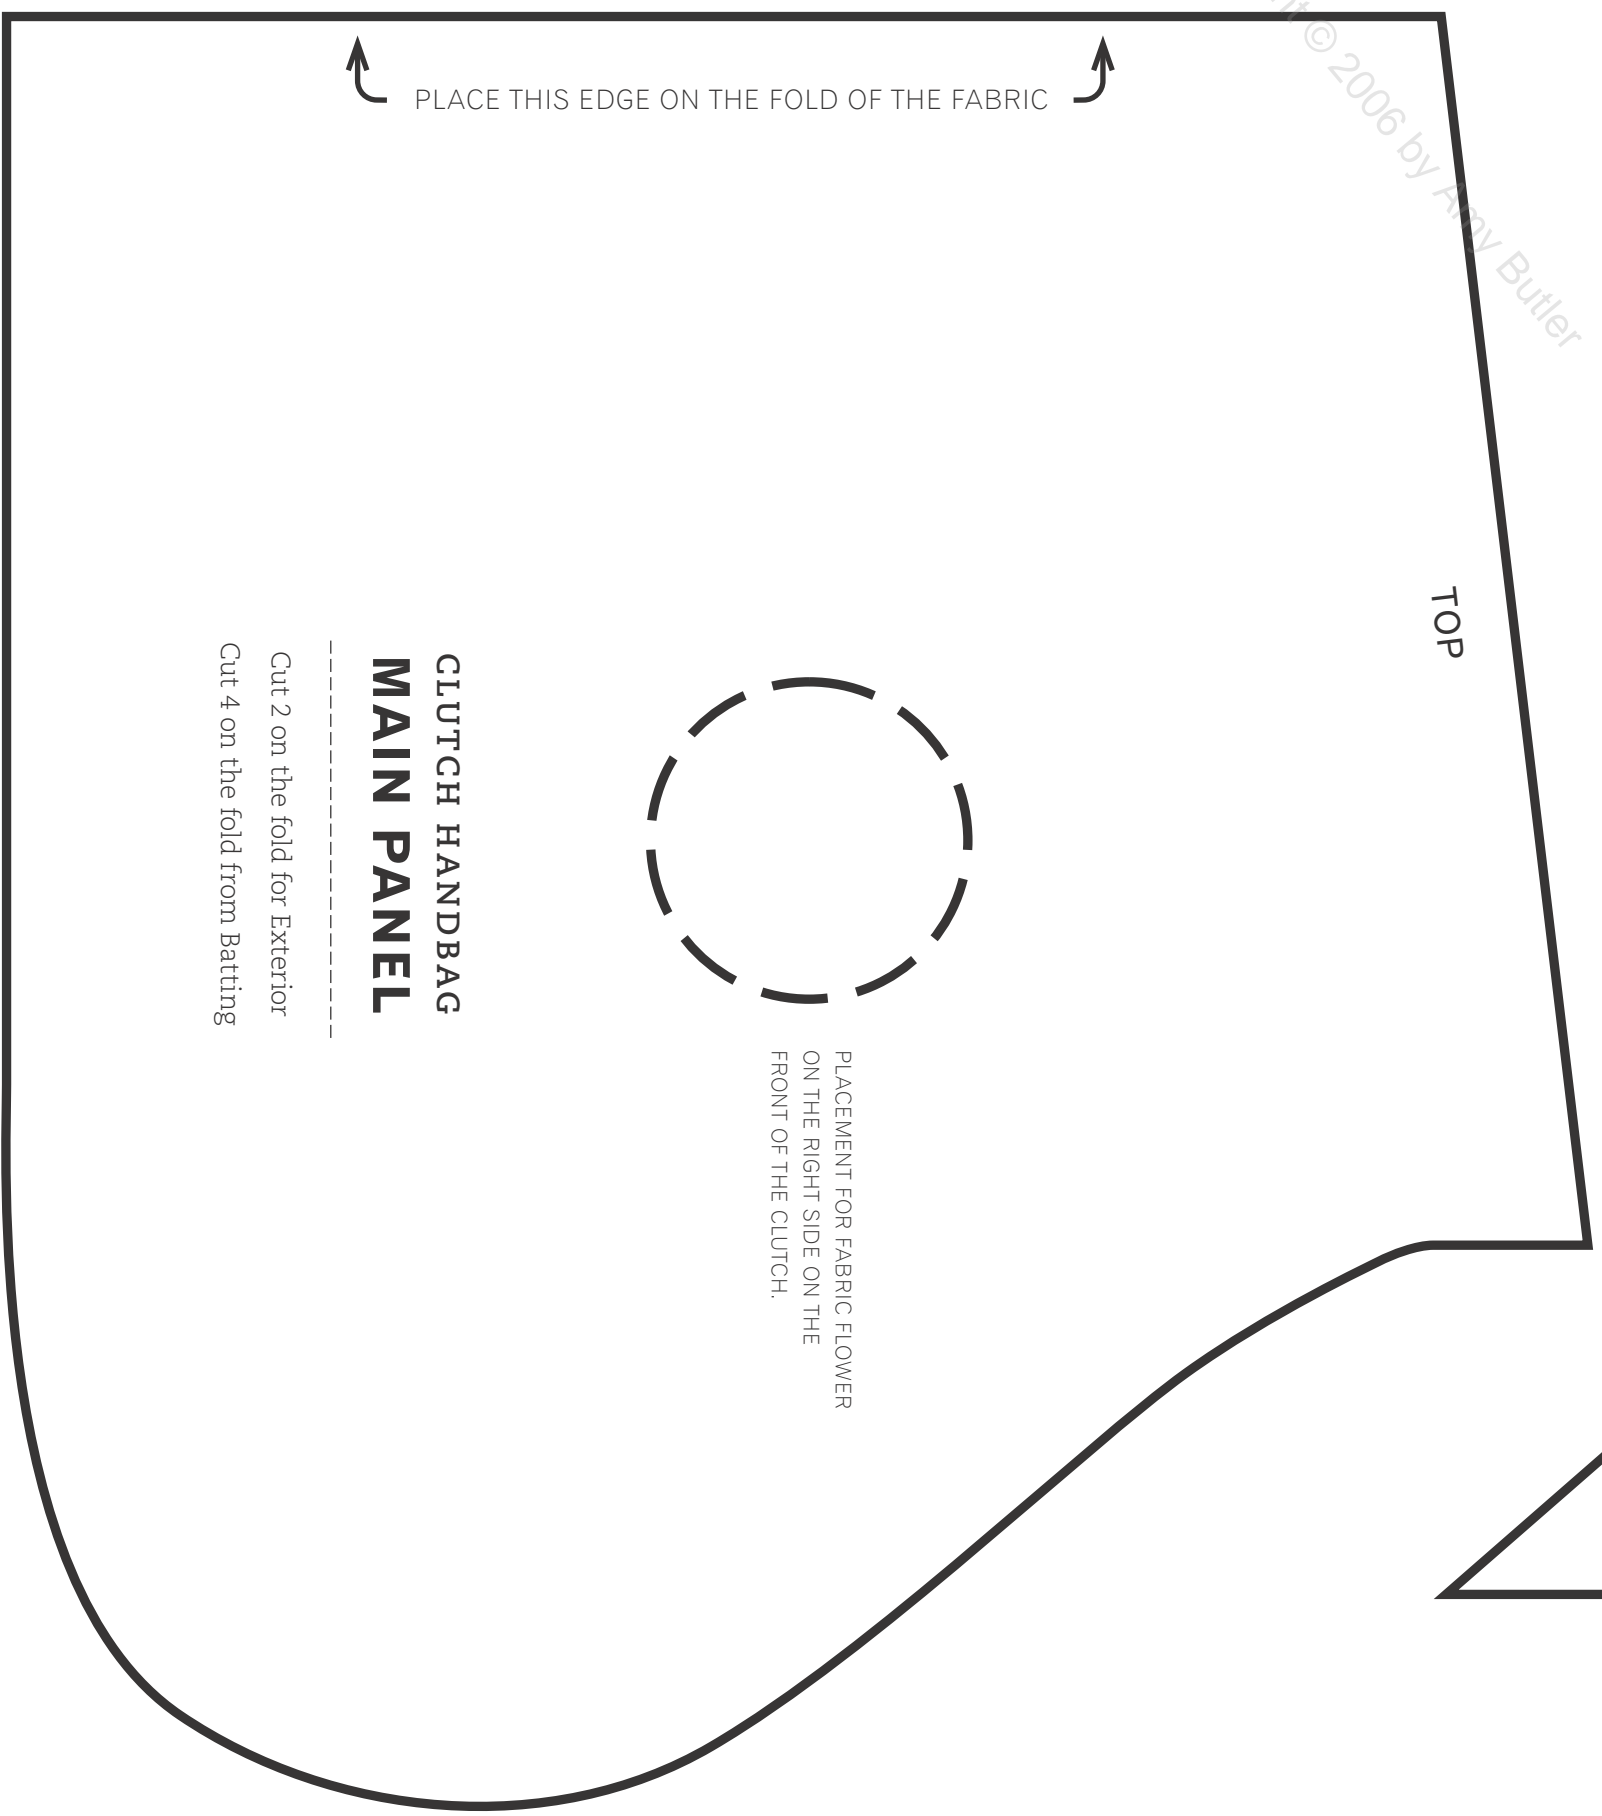 © 2006 by Amy Butler
PLACE THIS EDGE ON THE FOLD OF THE FABRIC
TOP
CLUTCH HANDBAG
MAIN PANEL
Cut 2 on the fold for Exterior
Cut 4 on the fold from Batting
PLACEMENT FOR FABRIC FLOWER
ON THE RIGHT SIDE ON THE
FRONT OF THE CLUTCH.